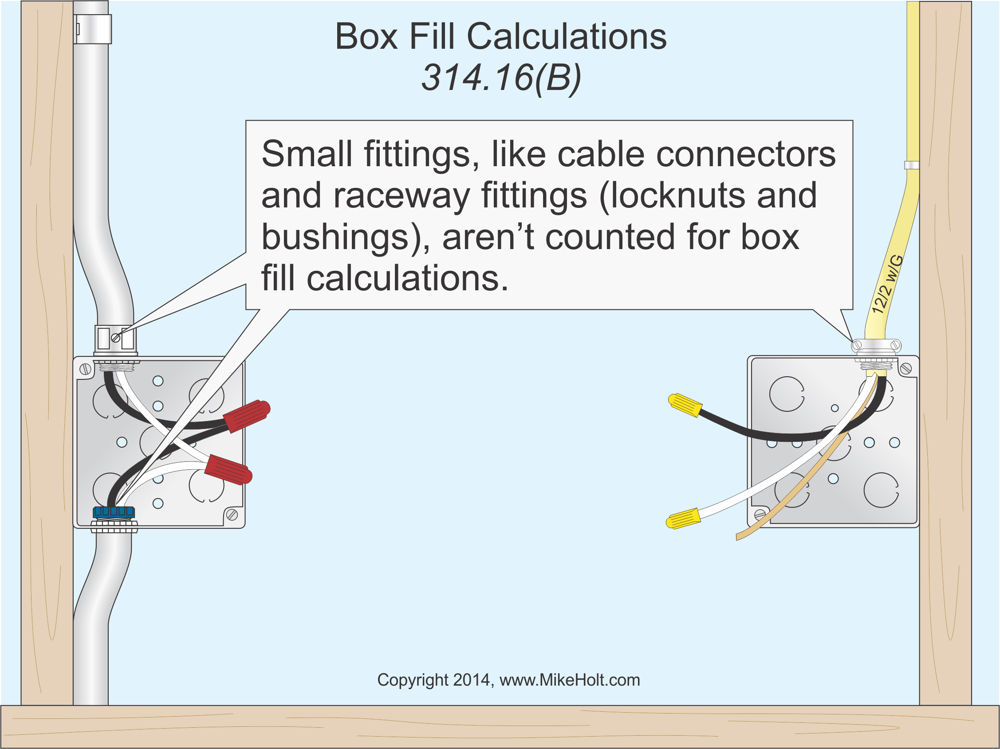 Box Fill Calculations
314.16(B)
Small fittings, like cable connectors
and raceway fittings (locknuts and
bushings), aren’t counted for box
fill calculations.
12/2 w/G
Copyright 2014, www.MikeHolt.com